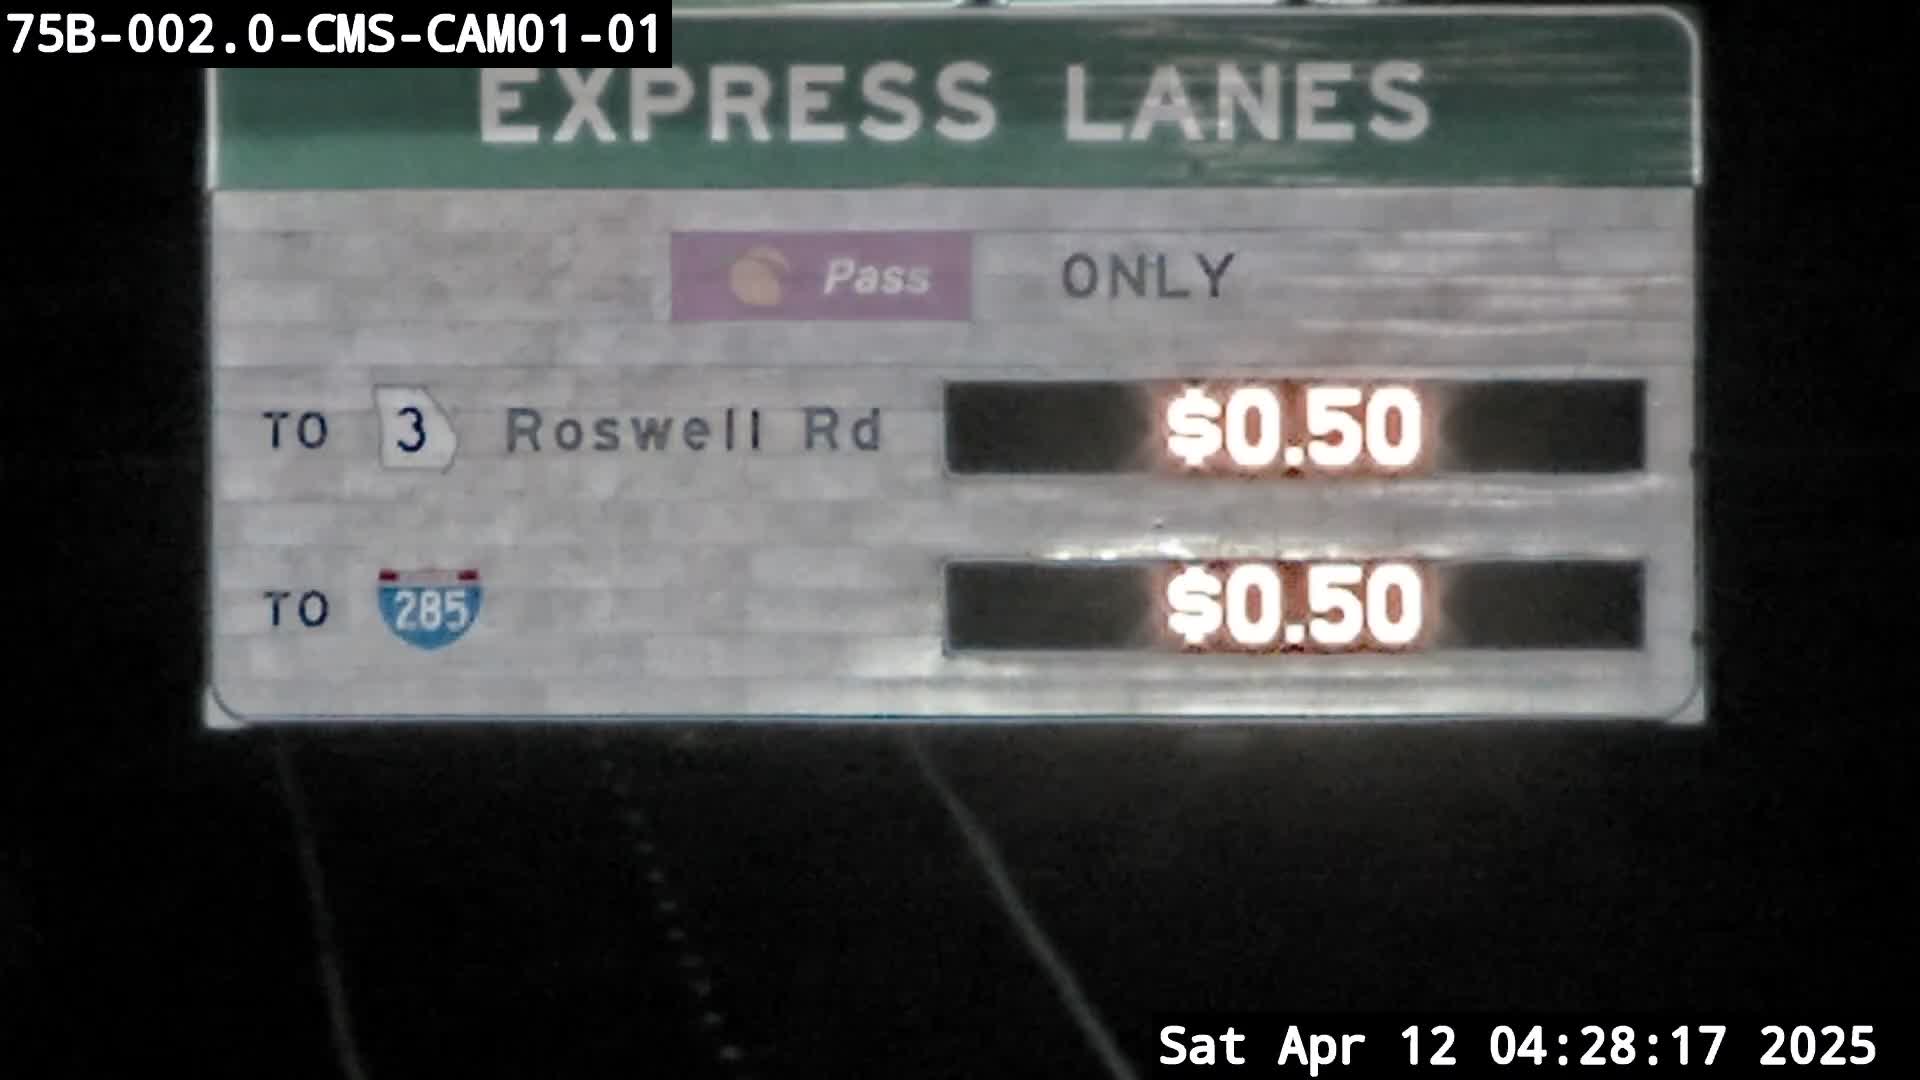 75B-002.0-CMS-CAM01-01
EXPRESS LANES
Pass ONLY
TO 3 Roswell Rd $0.50
TO 285 $0.50
Sat Apr 12 04:28:17 2025